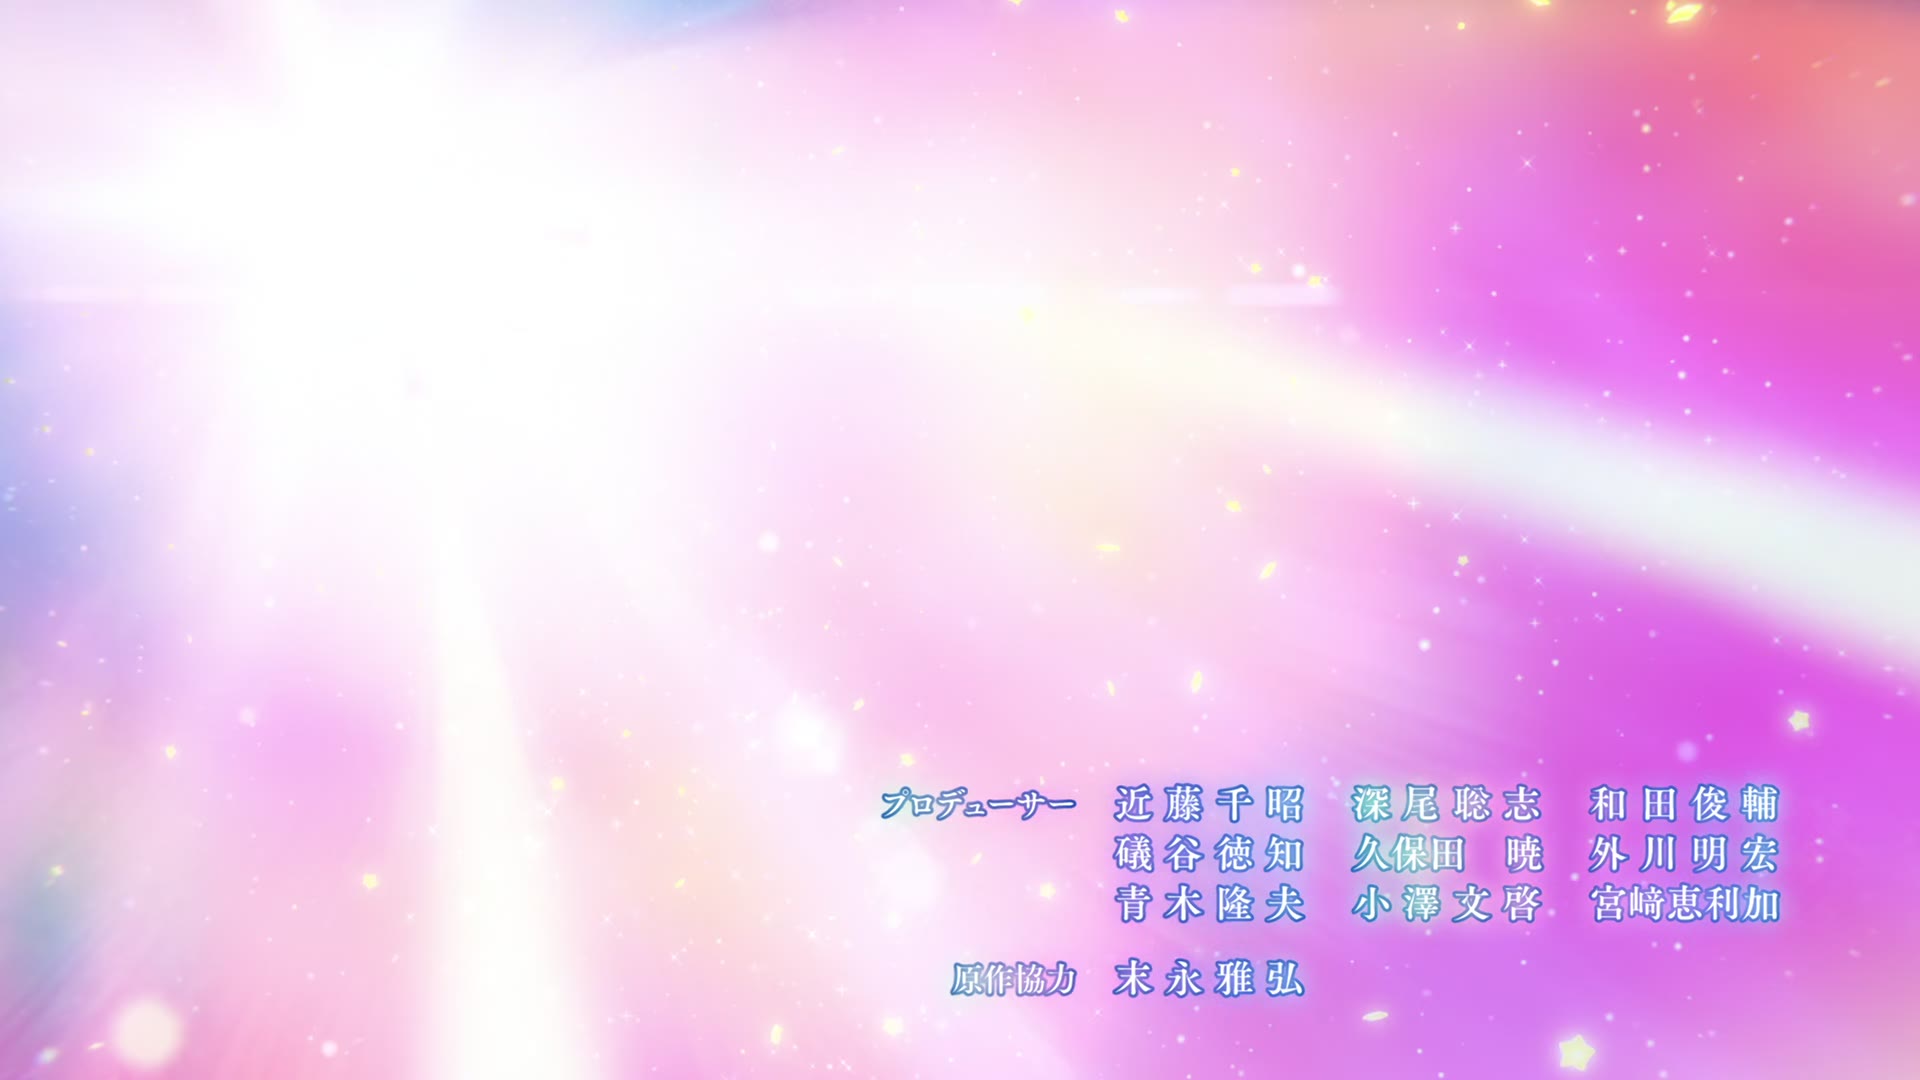 プロデューサー 近藤千昭 深尾聡志 和田俊輔
礒谷徳知 久保田 暁 外川明宏
青木隆夫 小澤文啓 宮﨑恵利加
原作協力 末永雅弘